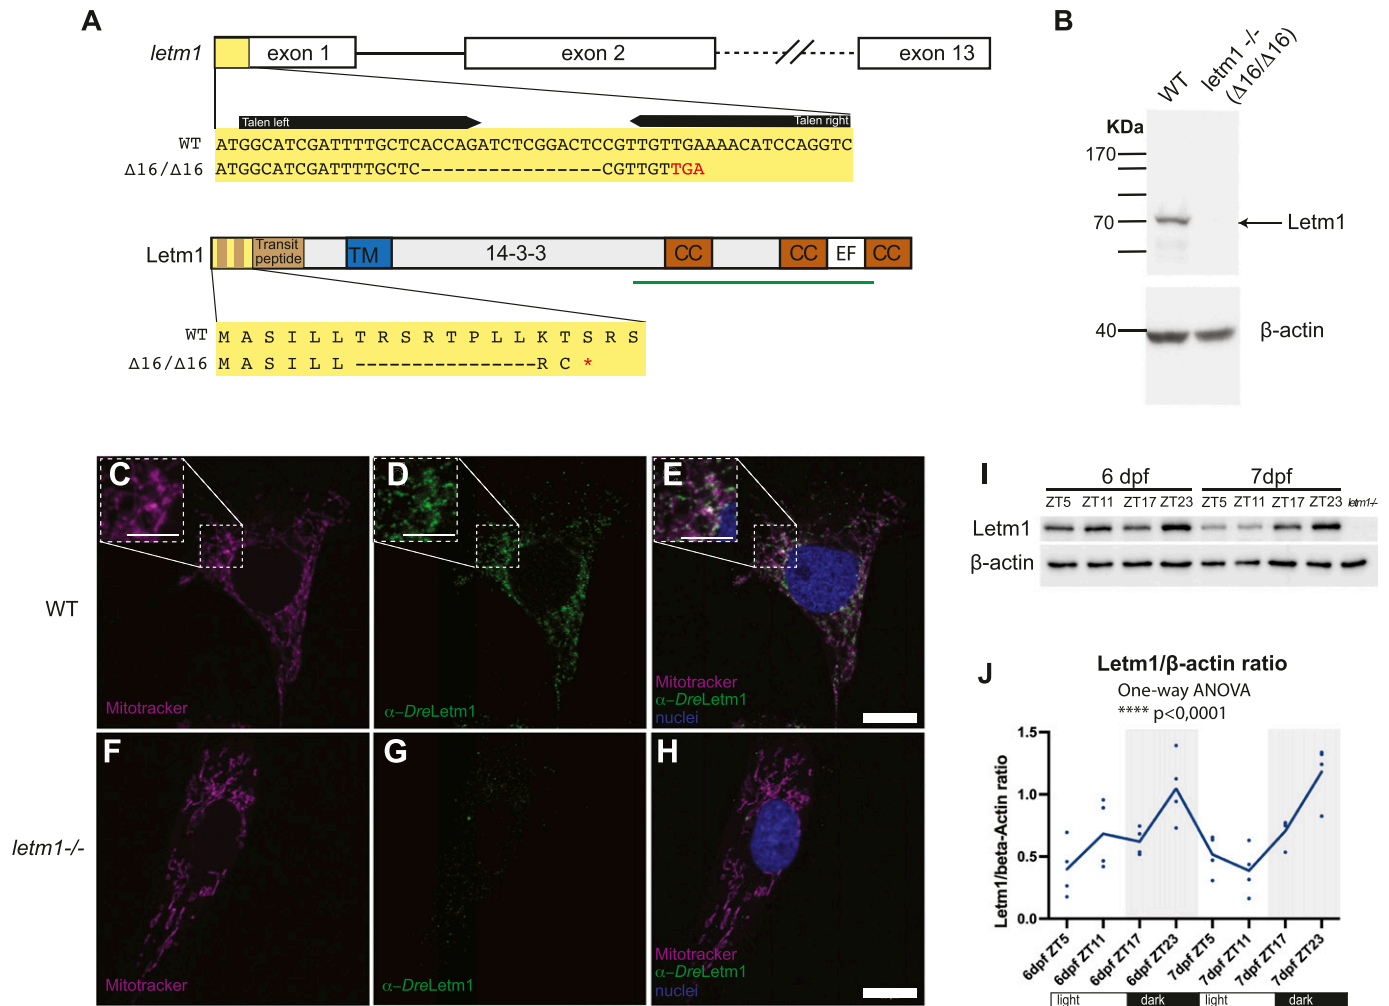 A
letm1
exon 1
exon 2
exon 13
Talen left
Talen right
WT
ATGGCATCGATTTTGCTCACCAGATCTCGGACTCCGTTGTTGAAAACATCCAGGTC
Δ16/Δ16
ATGGCATCGATTTTGCTC----------------CGTTGTTGA
Letm1
Transit
peptide
TM
14-3-3
CC
CC
EF
CC
WT
M A S I L L T R S R T P L L K T S R S
Δ16/Δ16
M A S I L L ----------------R C *
B
WT
letm1 -/-
(Δ16/Δ16)
KDa
170
70
Letm1
40
β-actin
WT
C
Mitotracker
D
α-DreLetm1
E
Mitotracker
α-DreLetm1
nuclei
letm1-/-
F
Mitotracker
G
α-DreLetm1
H
Mitotracker
α-DreLetm1
nuclei
I
6 dpf
7dpf
ZT5 ZT11 ZT17 ZT23 ZT5 ZT11 ZT17 ZT23 letm1-/-
Letm1
β-actin
J
Letm1/β-actin ratio
One-way ANOVA
**** p<0,0001
Letm1/beta-Actin ratio
1.5
1.0
0.5
0.0
6dpf ZT5
6dpf ZT11
6dpf ZT17
6dpf ZT23
7dpf ZT5
7dpf ZT11
7dpf ZT17
7dpf ZT23
light
dark
light
dark